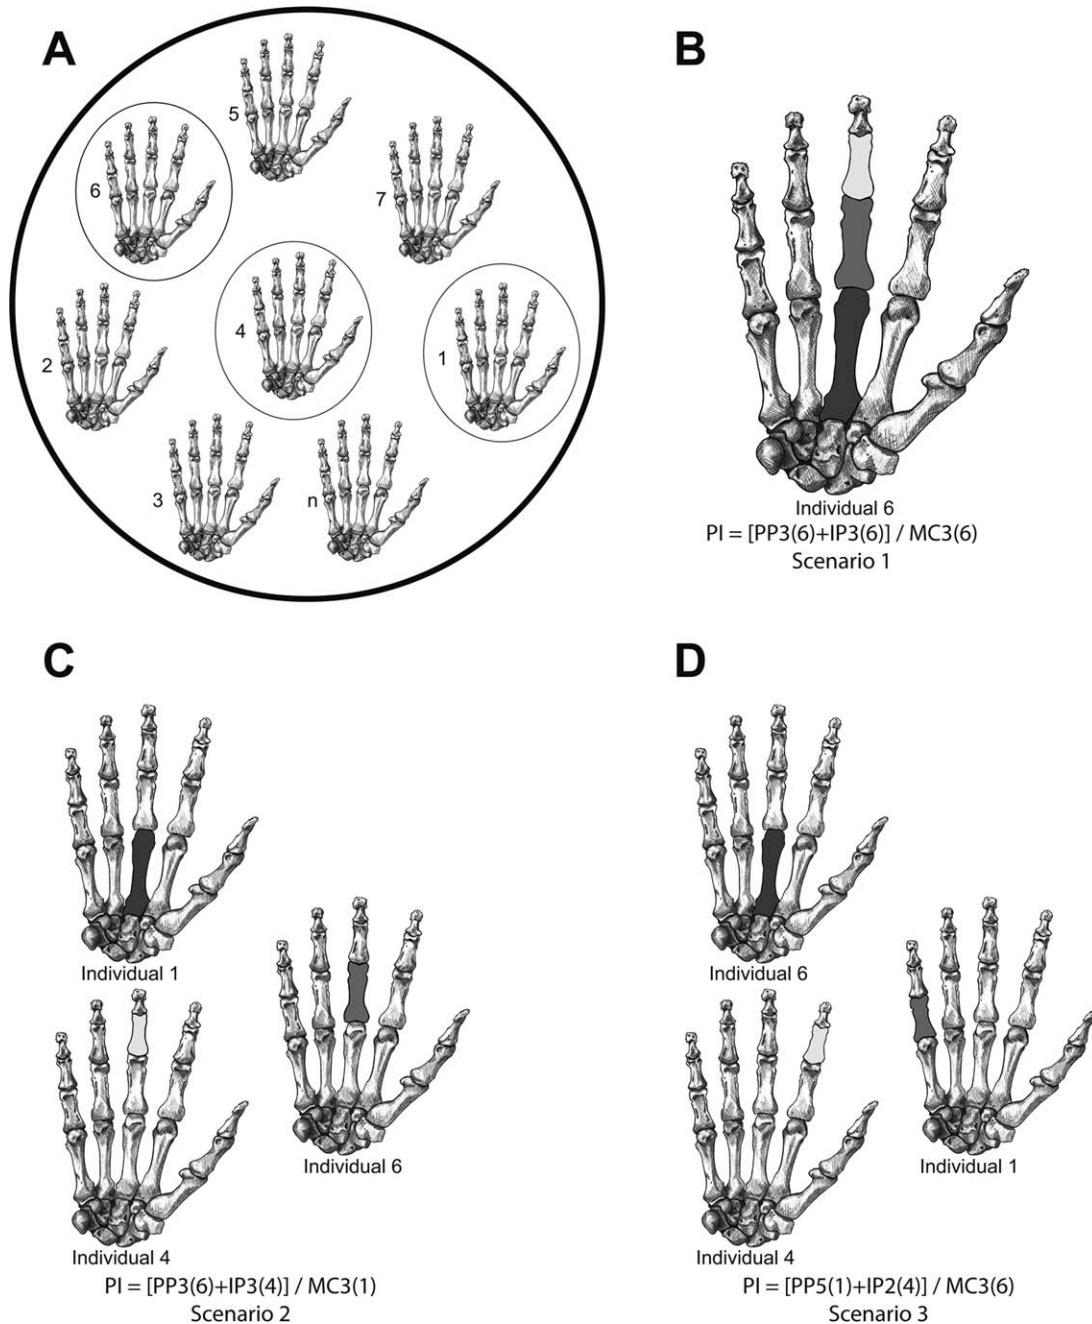 A
5
6
7
4
1
2
3
n
B
Individual 6
PI = [PP3(6)+IP3(6)] / MC3(6)
Scenario 1
C
Individual 1
Individual 6
Individual 4
PI = [PP3(6)+IP3(4)] / MC3(1)
Scenario 2
D
Individual 6
Individual 1
Individual 4
PI = [PP5(1)+IP2(4)] / MC3(6)
Scenario 3